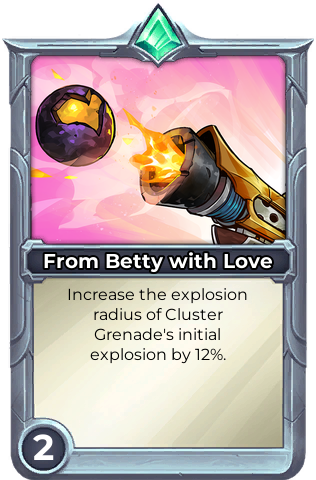 From Betty with Love
Increase the explosion
radius of Cluster
Grenade's initial
explosion by 12%.
2